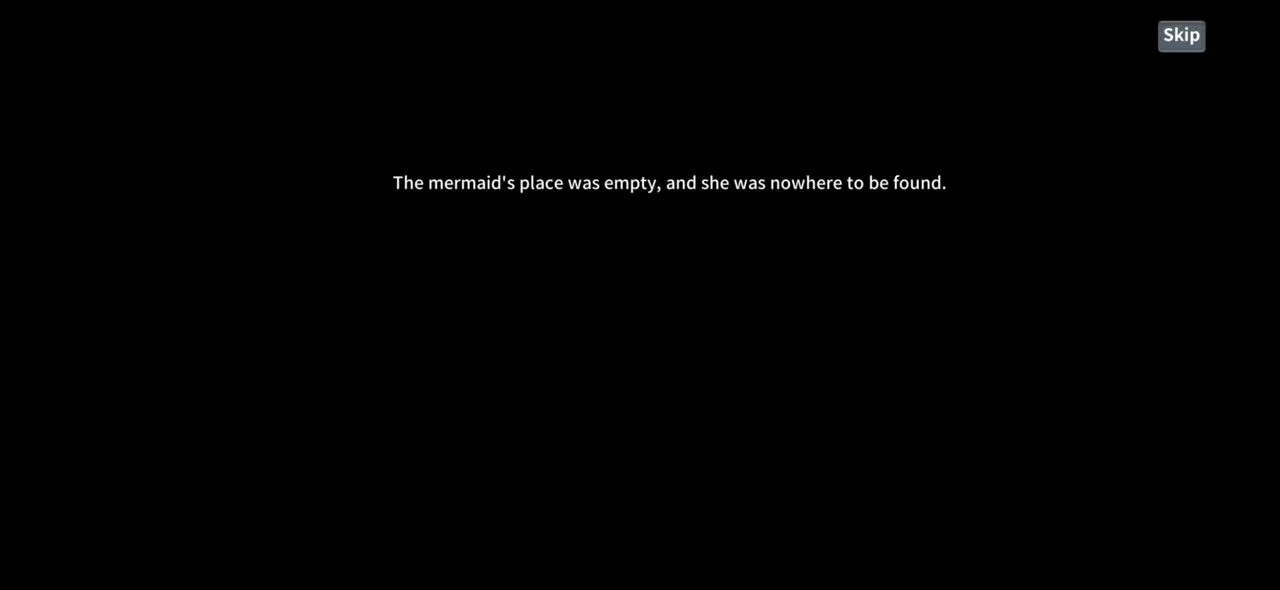 Skip
The mermaid's place was empty, and she was nowhere to be found.